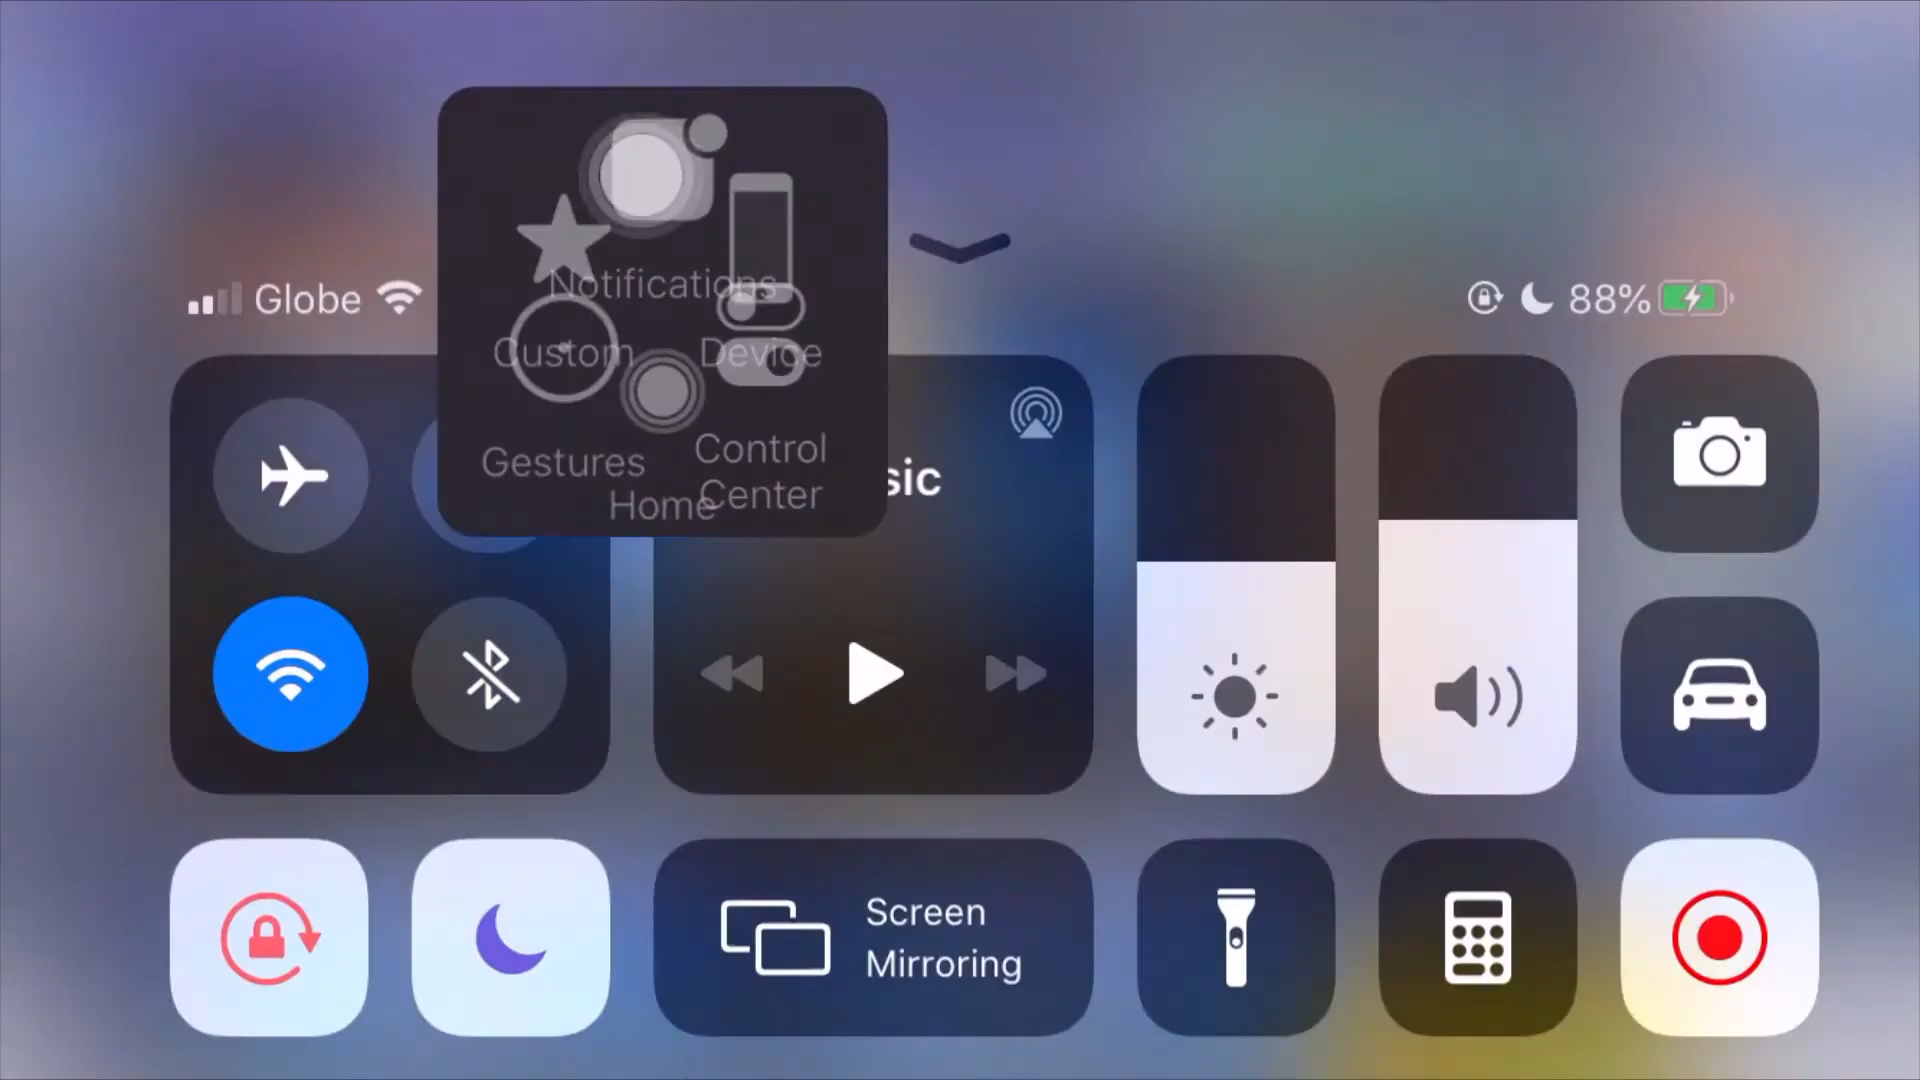 Notifications
Globe
88%
Custom
Device
Gestures
Control
Center
Home
sic
Screen
Mirroring